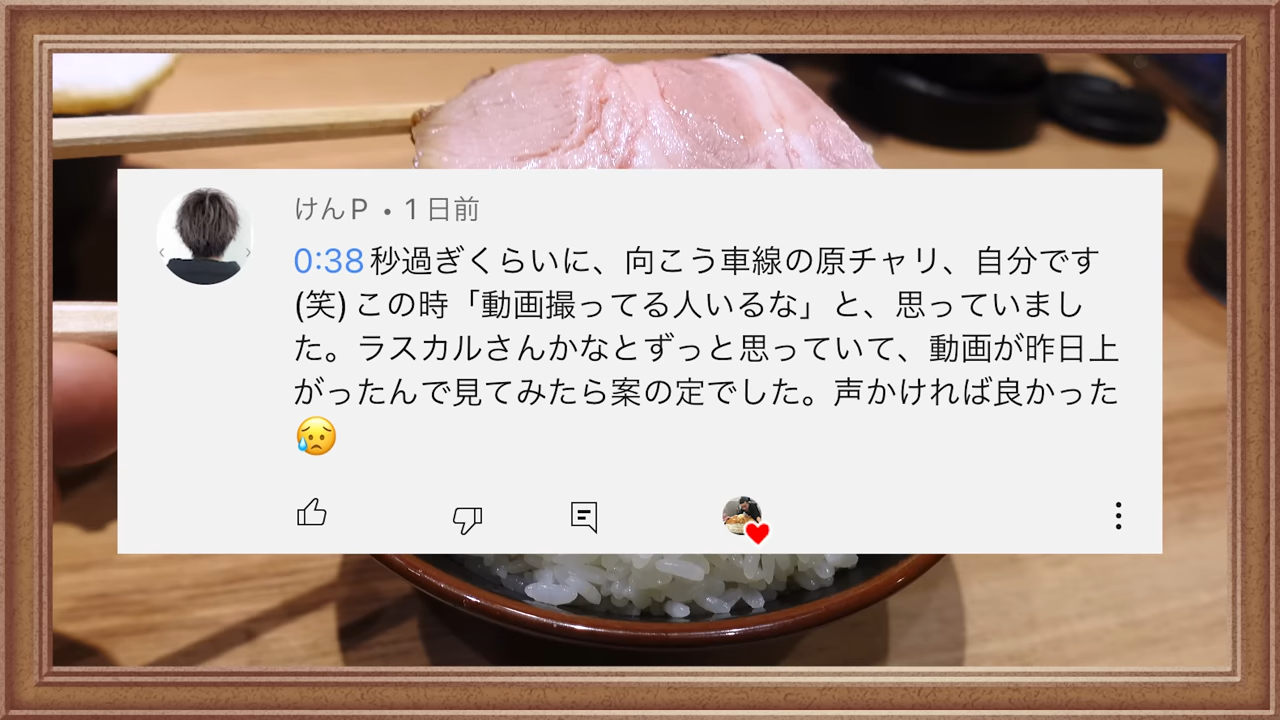 けんP・1日前
0:38 秒過ぎくらいに、向こう車線の原チャリ、自分です
(笑) この時「動画撮ってる人いるな」と、思っていまし
た。ラスカルさんかなとずっと思っていて、動画が昨日上
がったんで見てみたら案の定でした。声かければ良かった
😥